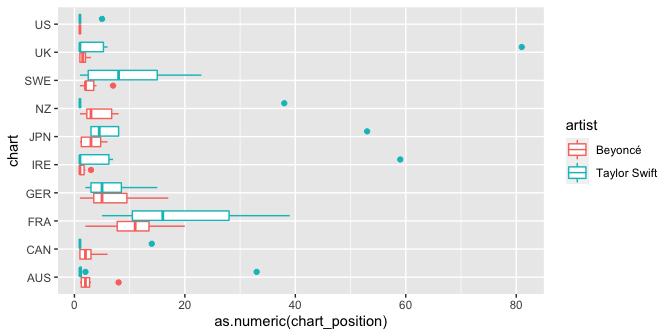 US
UK
SWE
NZ
JPN
IRE
GER
FRA
CAN
AUS
chart
0 20 40 60 80
as.numeric(chart_position)
artist
Beyoncé
Taylor Swift